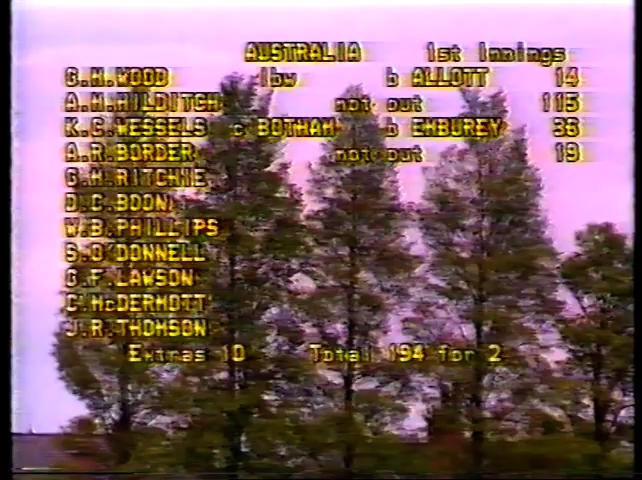 AUSTRALIA 1st Innings
G.M.WOOD lbw b ALLOTT 14
A.M.HILDITCH not out 115
K.C.WESSELS c BOTHAM b EMBUREY 36
A.R.BORDER not out 19
G.M.RITCHIE
D.C.BOON
W.B.PHILLIPS
S.O'DONNELL
G.F.LAWSON
C.McDERMOTT
J.R.THOMSON
Extras 10 Total 194 for 2